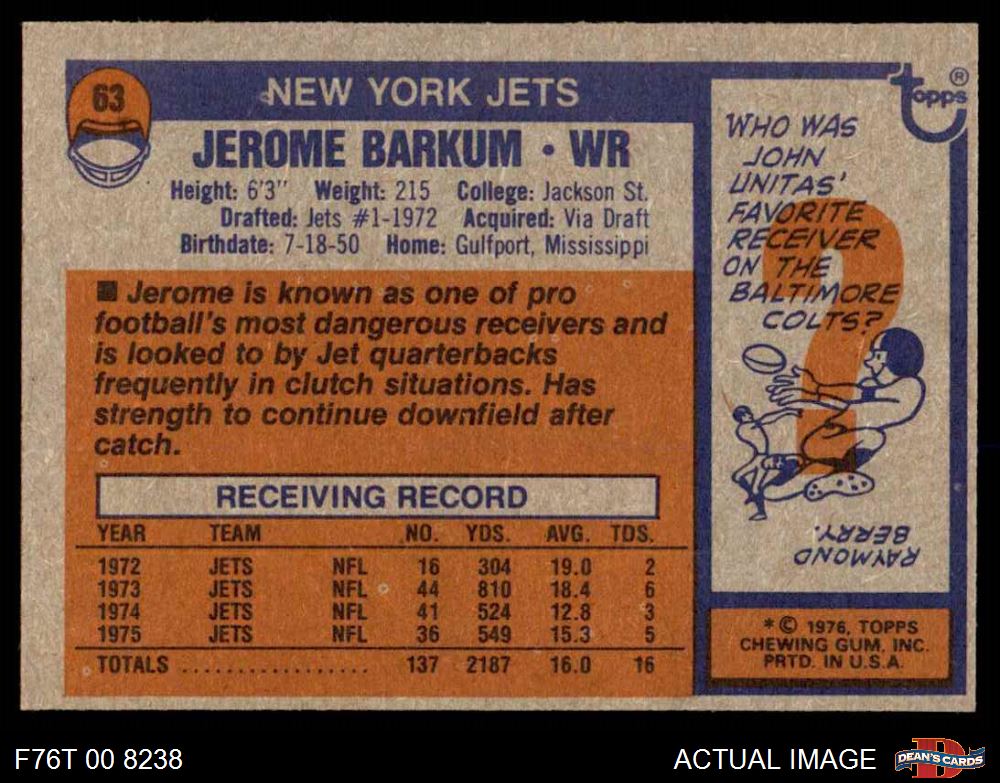 63
NEW YORK JETS
JEROME BARKUM • WR
Height: 6'3" Weight: 215 College: Jackson St.
Drafted: Jets #1-1972 Acquired: Via Draft
Birthdate: 7-18-50 Home: Gulfport, Mississippi
■ Jerome is known as one of pro
football's most dangerous receivers and
is looked to by Jet quarterbacks
frequently in clutch situations. Has
strength to continue downfield after
catch.
RECEIVING RECORD
YEAR TEAM NO. YDS. AVG. TDS.
1972 JETS NFL 16 304 19.0 2
1973 JETS NFL 44 810 18.4 6
1974 JETS NFL 41 524 12.8 3
1975 JETS NFL 36 549 15.3 5
TOTALS .................. 137 2187 16.0 16
Topps ®
WHO WAS
JOHN
UNITAS'
FAVORITE
RECEIVER
ON THE
BALTIMORE
COLTS?
RAYMOND
BERRY.
* © 1976, TOPPS
CHEWING GUM, INC.
PRTD. IN U.S.A.
F76T 00 8238
ACTUAL IMAGE
D
DEAN'S CARDS